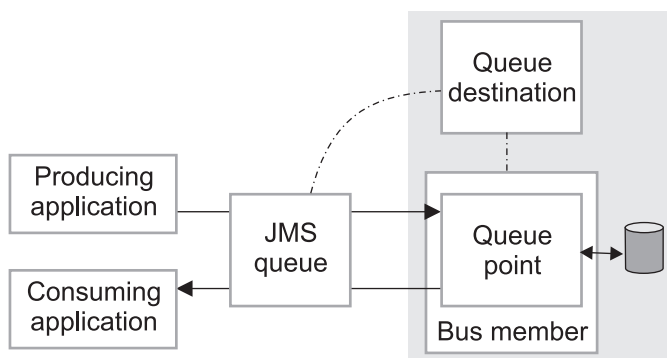 Queue
destination
Producing
application
JMS
queue
Queue
point
Consuming
application
Bus member